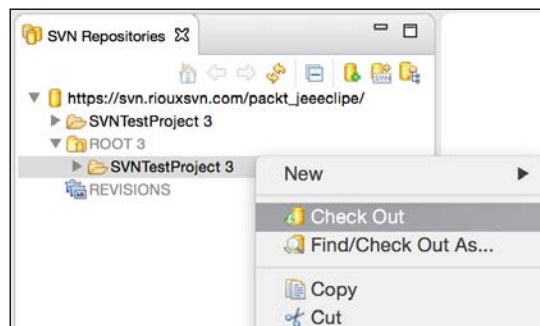 SVN Repositories
https://svn.riouxsvn.com/packt_jeeeclipe/
SVNTestProject 3
ROOT 3
SVNTestProject 3
REVISIONS
New
Check Out
Find/Check Out As...
Copy
Cut